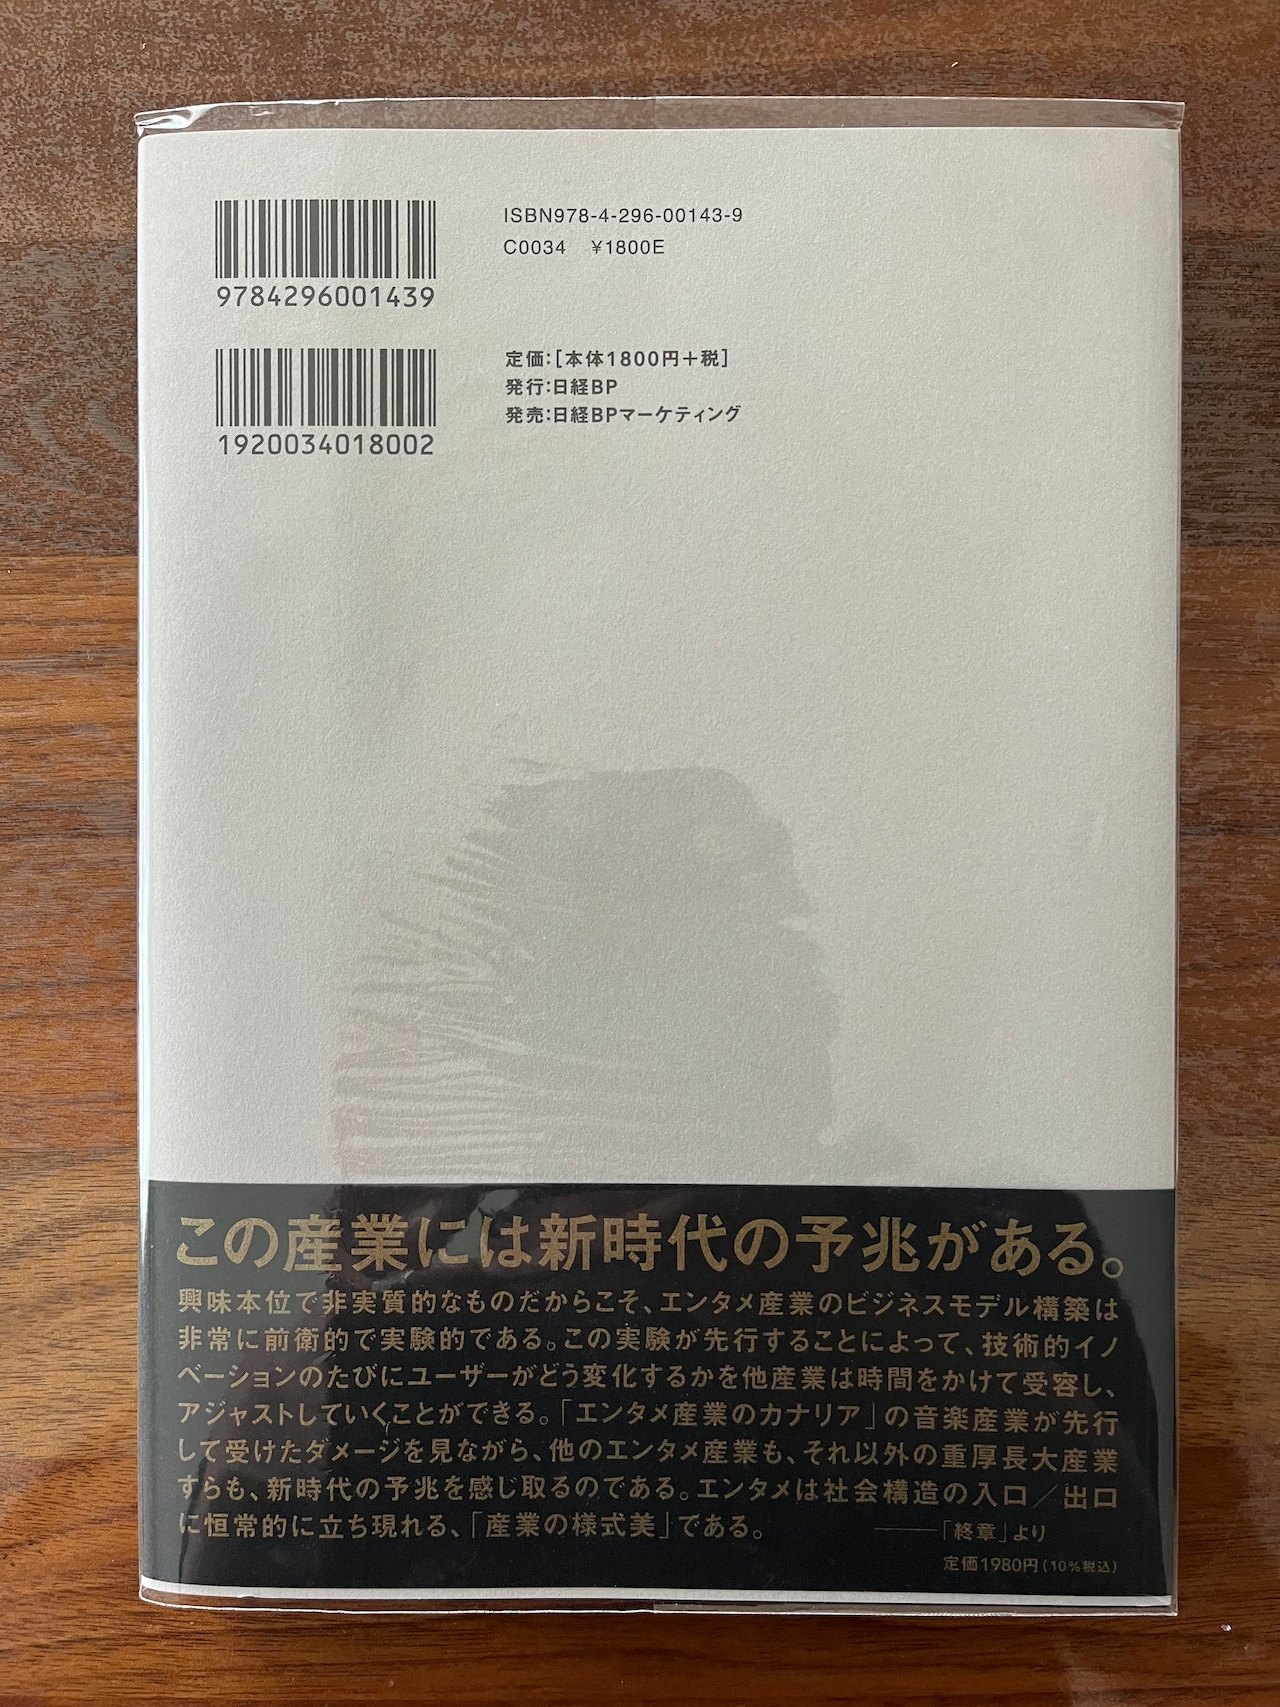 9784296001439
ISBN978-4-296-00143-9
C0034 ¥1800E
1920034018002
定価：[本体1800円＋税]
発行：日経BP
発売：日経BPマーケティング
この産業には新時代の予兆がある。
興味本位で非実質的なものだからこそ、エンタメ産業のビジネスモデル構築は
非常に前衛的で実験的である。この実験が先行することによって、技術的イノ
ベーションのたびにユーザーがどう変化するかを他産業は時間をかけて受容し、
アジャストしていくことができる。「エンタメ産業のカナリア」の音楽産業が先行
して受けたダメージを見ながら、他のエンタメ産業も、それ以外の重厚長大産業
すらも、新時代の予兆を感じ取るのである。エンタメは社会構造の入口／出口
に恒常的に立ち現れる、「産業の様式美」である。 ――「終章」より
定価1980円（10％税込）